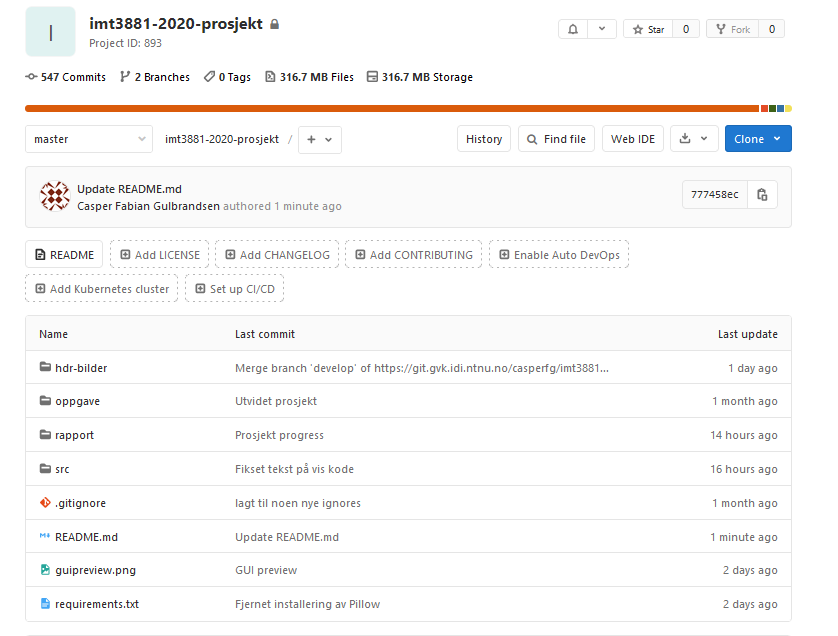 I
imt3881-2020-prosjekt
Project ID: 893
Star 0 Fork 0
547 Commits 2 Branches 0 Tags 316.7 MB Files 316.7 MB Storage
master imt3881-2020-prosjekt / + History Find file Web IDE Clone
Update README.md
Casper Fabian Gulbrandsen authored 1 minute ago
777458ec
README Add LICENSE Add CHANGELOG Add CONTRIBUTING Enable Auto DevOps
Add Kubernetes cluster Set up CI/CD
Name Last commit Last update
hdr-bilder Merge branch 'develop' of https://git.gvk.idi.ntnu.no/casperfg/imt3881... 1 day ago
oppgave Utvidet prosjekt 1 month ago
rapport Prosjekt progress 14 hours ago
src Fikset tekst på vis kode 16 hours ago
.gitignore lagt til noen nye ignores 1 month ago
README.md Update README.md 1 minute ago
guipreview.png GUI preview 2 days ago
requirements.txt Fjernet installering av Pillow 2 days ago